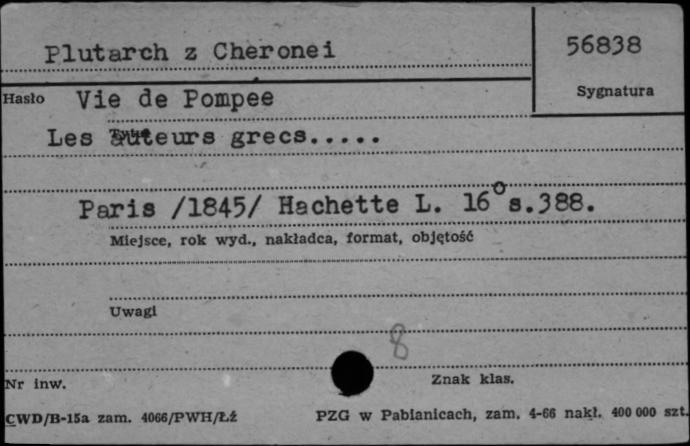 Plutarch z Cheronei
56838
Sygnatura
Hasło Vie de Pompee
Les auteurs grecs.....
Paris /1845/ Hachette L. 16° s.388.
Miejsce, rok wyd., nakładca, format, objętość
Uwagi
8
Nr inw.
Znak klas.
CWD/B-15a zam. 4066/PWH/Łź PZG w Pabianicach, zam. 4-66 nakł. 400 000 szt.